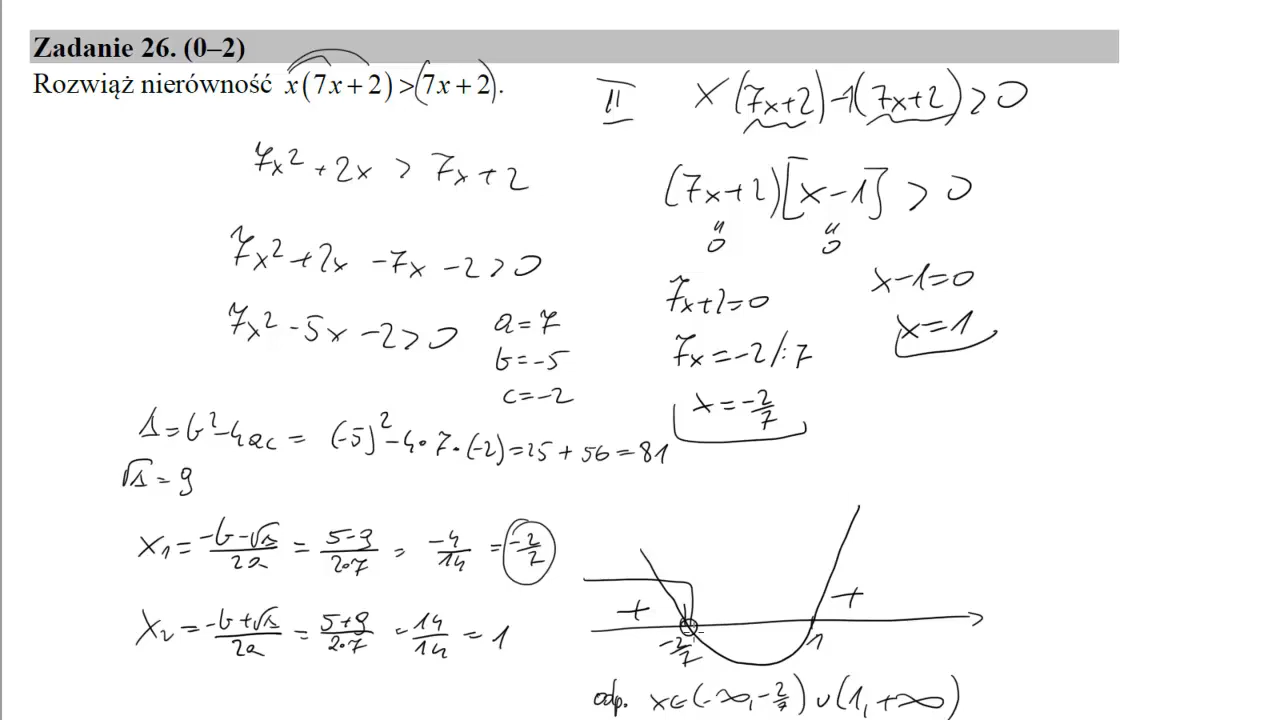 Zadanie 26. (0–2)
Rozwiąż nierówność x(7x+2)>(7x+2).
7x² + 2x > 7x + 2
7x² + 2x - 7x - 2 > 0
7x² - 5x - 2 > 0
a = 7
b = -5
c = -2
Δ = b² - 4ac = (-5)² - 4·7·(-2) = 25 + 56 = 81
√Δ = 9
x₁ = (-b-√Δ)/2a = (5-9)/(2·7) = -4/14 = -2/7
x₂ = (-b+√Δ)/2a = (5+9)/(2·7) = 14/14 = 1
II x(7x+2) - 1(7x+2) > 0
(7x+2)[x-1] > 0
0 0
7x+2=0
7x = -2 /:7
x = -2/7
x-1=0
x=1
+ +
-2/7 1
odp. x∈(-∞, -2/7) ∪ (1, +∞)